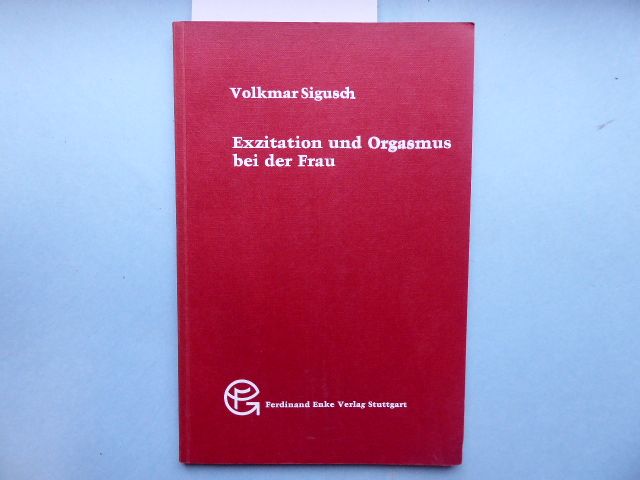 Volkmar Sigusch
Exzitation und Orgasmus
bei der Frau
Ferdinand Enke Verlag Stuttgart